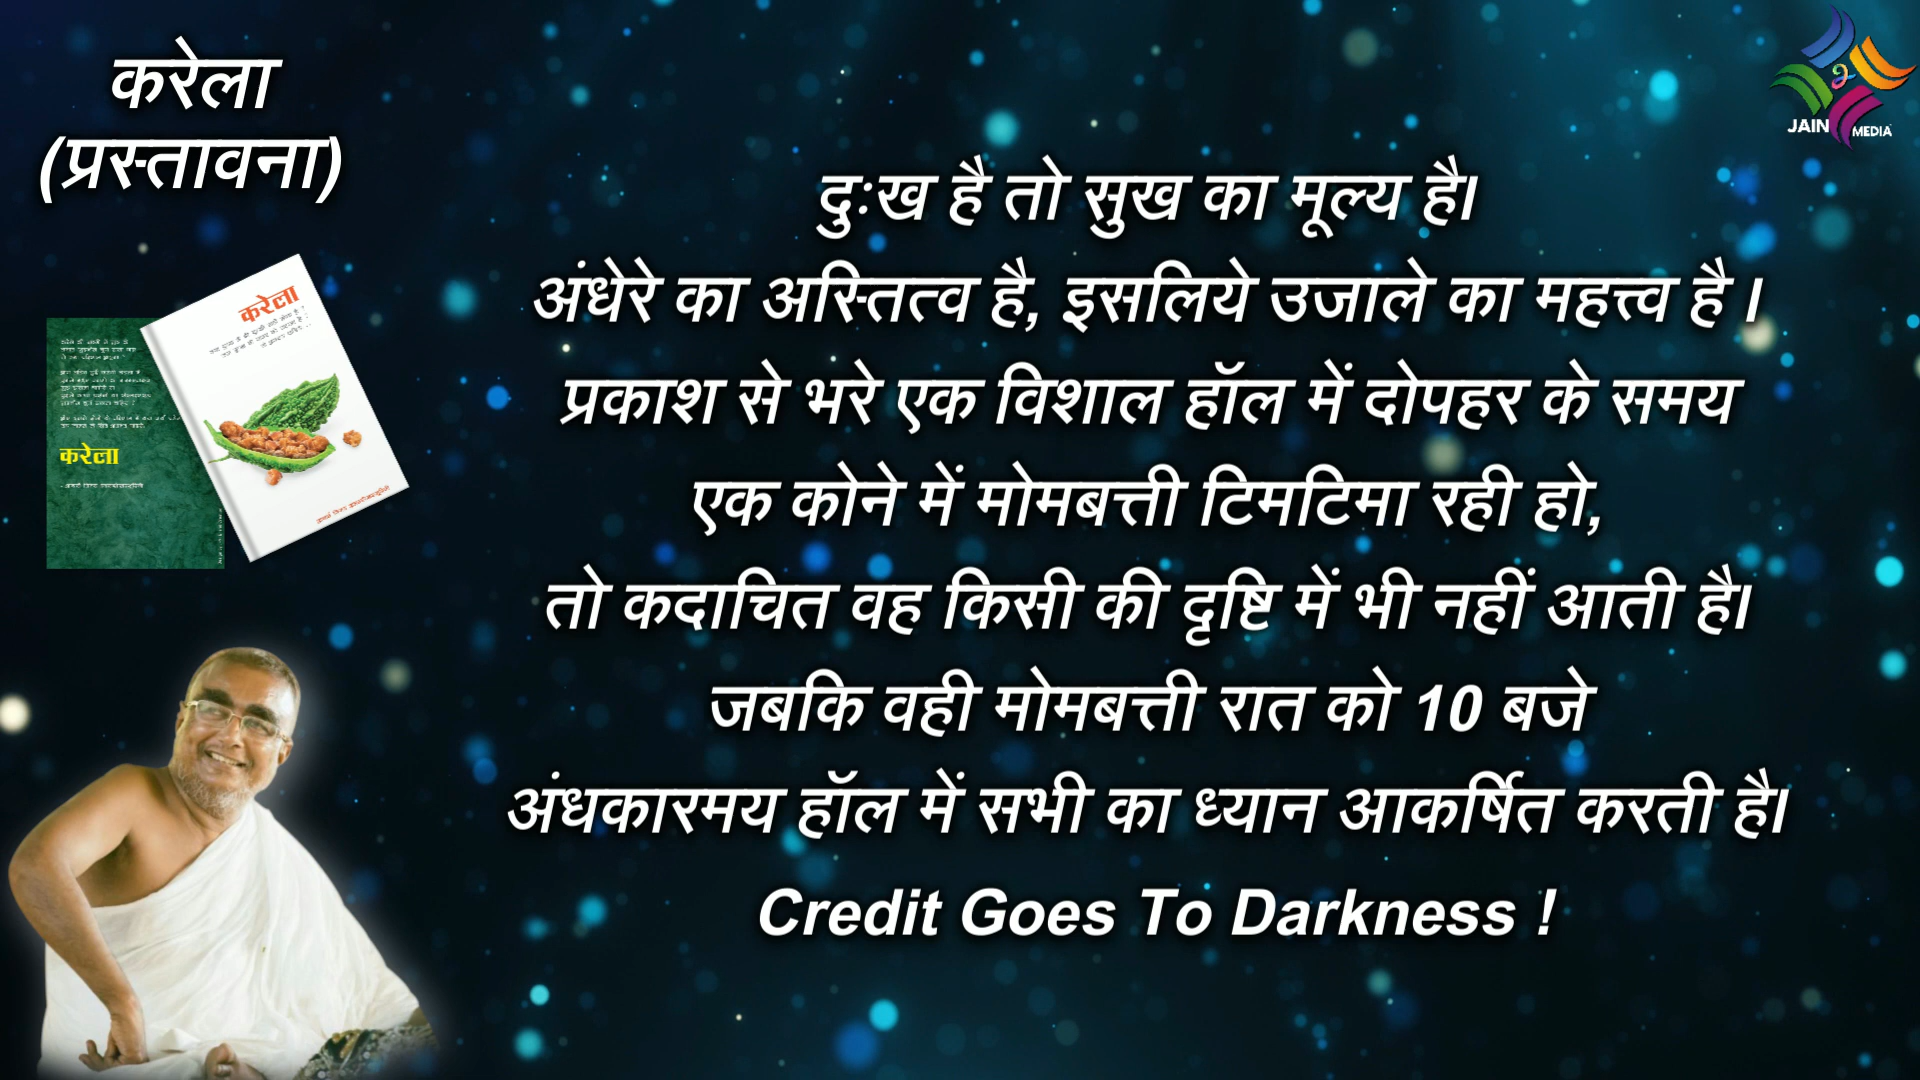 करेला
(प्रस्तावना)
JAIN MEDIA
दुःख है तो सुख का मूल्य है।
अंधेरे का अस्तित्व है, इसलिये उजाले का महत्त्व है ।
प्रकाश से भरे एक विशाल हॉल में दोपहर के समय
एक कोने में मोमबत्ती टिमटिमा रही हो,
तो कदाचित वह किसी की दृष्टि में भी नहीं आती है।
जबकि वही मोमबत्ती रात को 10 बजे
अंधकारमय हॉल में सभी का ध्यान आकर्षित करती है।
Credit Goes To Darkness !
करेला
करेला